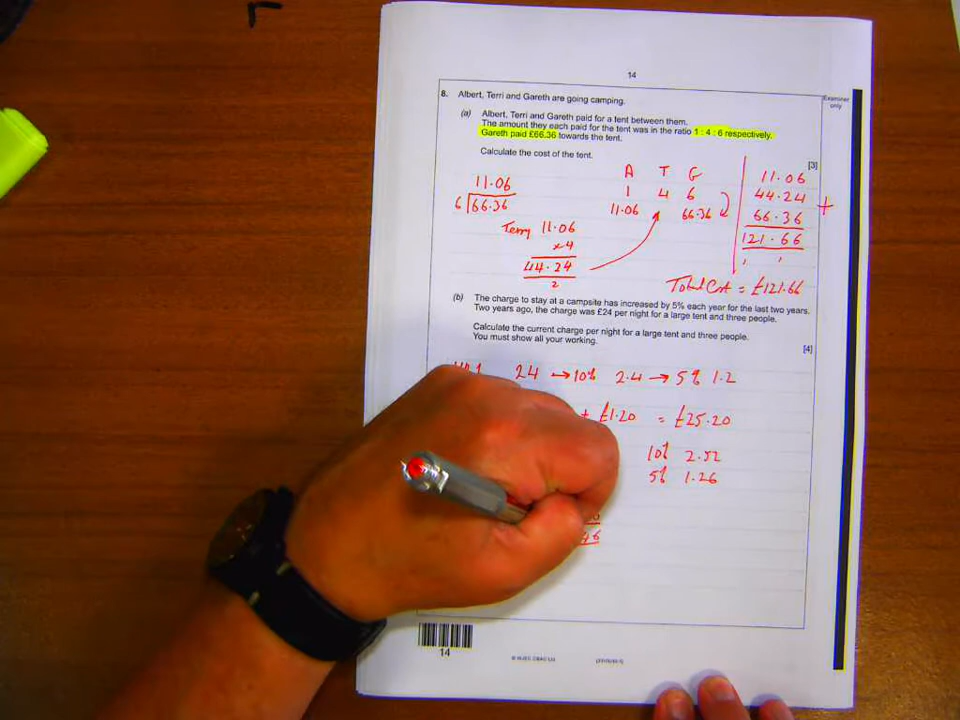 14
Examiner only
8. Albert, Terri and Gareth are going camping.
(a) Albert, Terri and Gareth paid for a tent between them.
The amount they each paid for the tent was in the ratio 1 : 4 : 6 respectively.
Gareth paid £66.36 towards the tent.
Calculate the cost of the tent.
[3]
11.06
6 66.36
Terry 11.06
×4
44.24
2
A T G
1 4 6
11.06 66.36
11.06
44.24
66.36 +
121.66
1 1
= £121.66
(b) The charge to stay at a campsite has increased by 5% each year for the last two years.
Two years ago, the charge was £24 per night for a large tent and three people.
Calculate the current charge per night for a large tent and three people.
You must show all your working.
[4]
24 → 10% 2.4 → 5% 1.2
+ £1.20 = £25.20
10% 2.52
5% 1.26
46
14